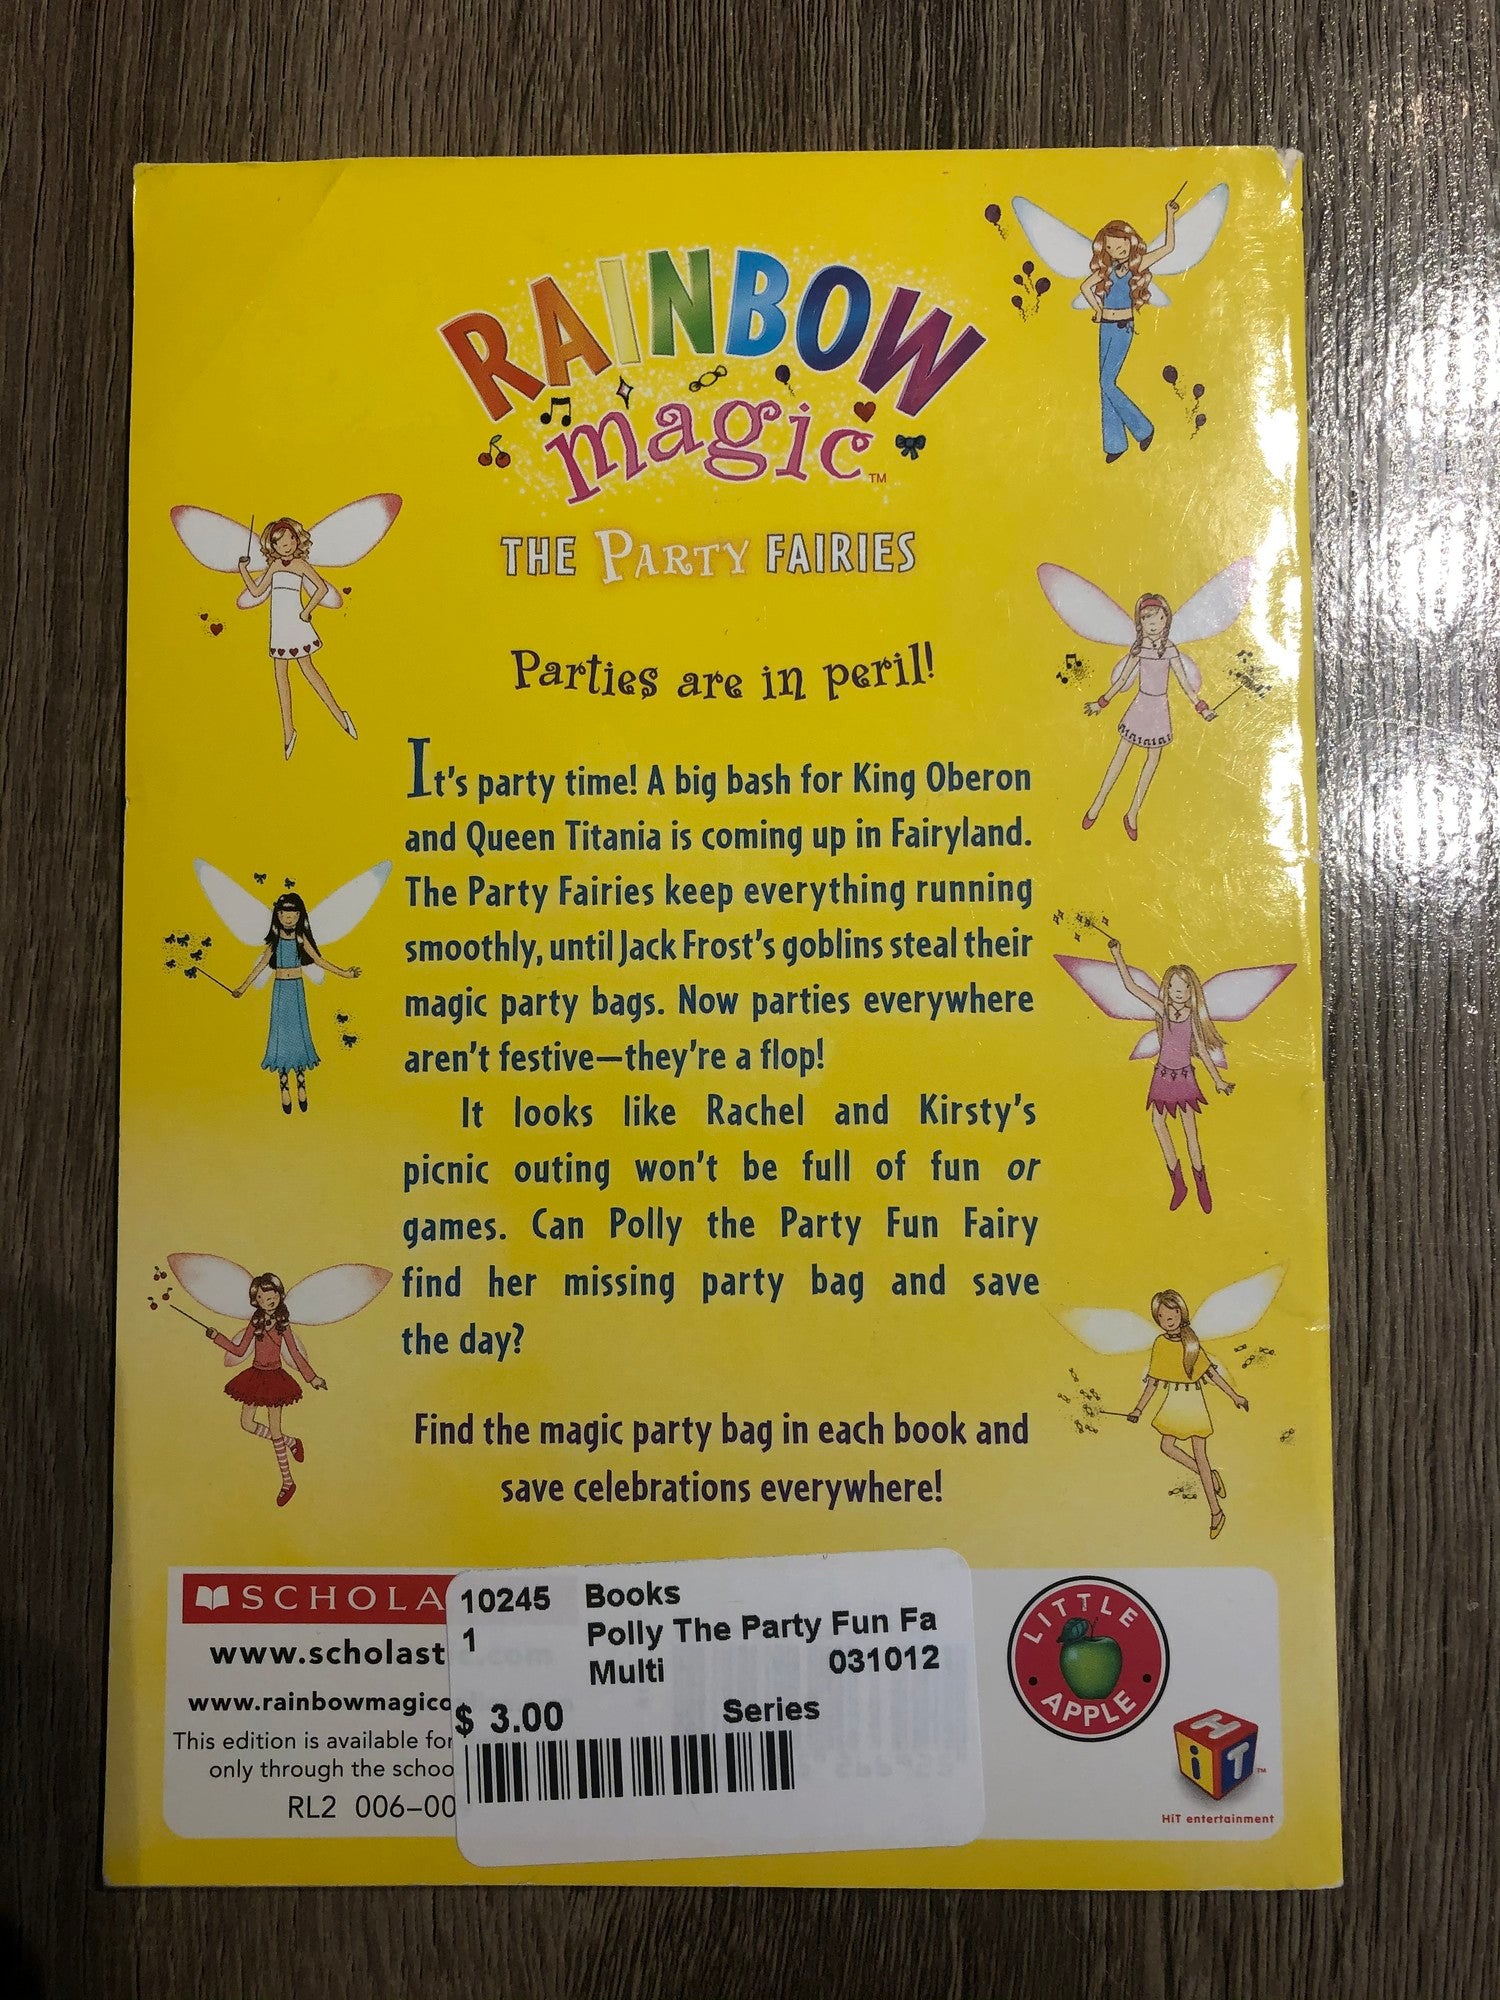 RAINBOW
magic™
THE PARTY FAIRIES
Parties are in peril!
It's party time! A big bash for King Oberon
and Queen Titania is coming up in Fairyland.
The Party Fairies keep everything running
smoothly, until Jack Frost's goblins steal their
magic party bags. Now parties everywhere
aren't festive—they're a flop!
It looks like Rachel and Kirsty's
picnic outing won't be full of fun or
games. Can Polly the Party Fun Fairy
find her missing party bag and save
the day?
Find the magic party bag in each book and
save celebrations everywhere!
SCHOLA
www.scholast
www.rainbowmagico
This edition is available for
only through the schoo
RL2 006–00
10245 Books
1 Polly The Party Fun Fa
Multi 031012
$ 3.00 Series
LITTLE
APPLE
HiT™
HiT entertainment